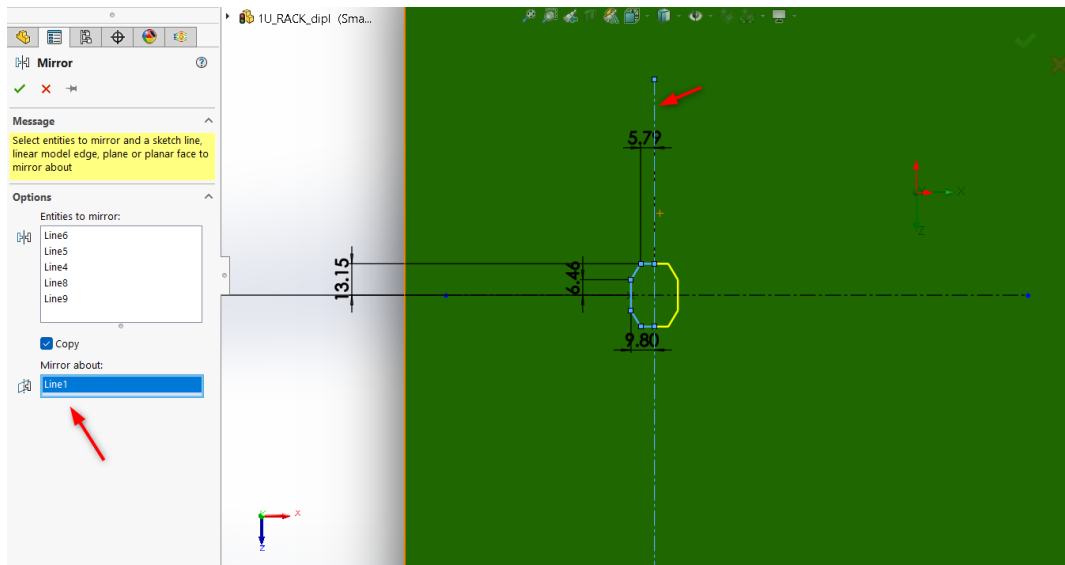 1U_RACK_dipl (Sma...
Mirror
Message
Select entities to mirror and a sketch line,
linear model edge, plane or planar face to
mirror about
Options
Entities to mirror:
Line6
Line5
Line4
Line8
Line9
Copy
Mirror about:
Line1
5.79
13.15
6.46
9.80
X
Z
X
Z